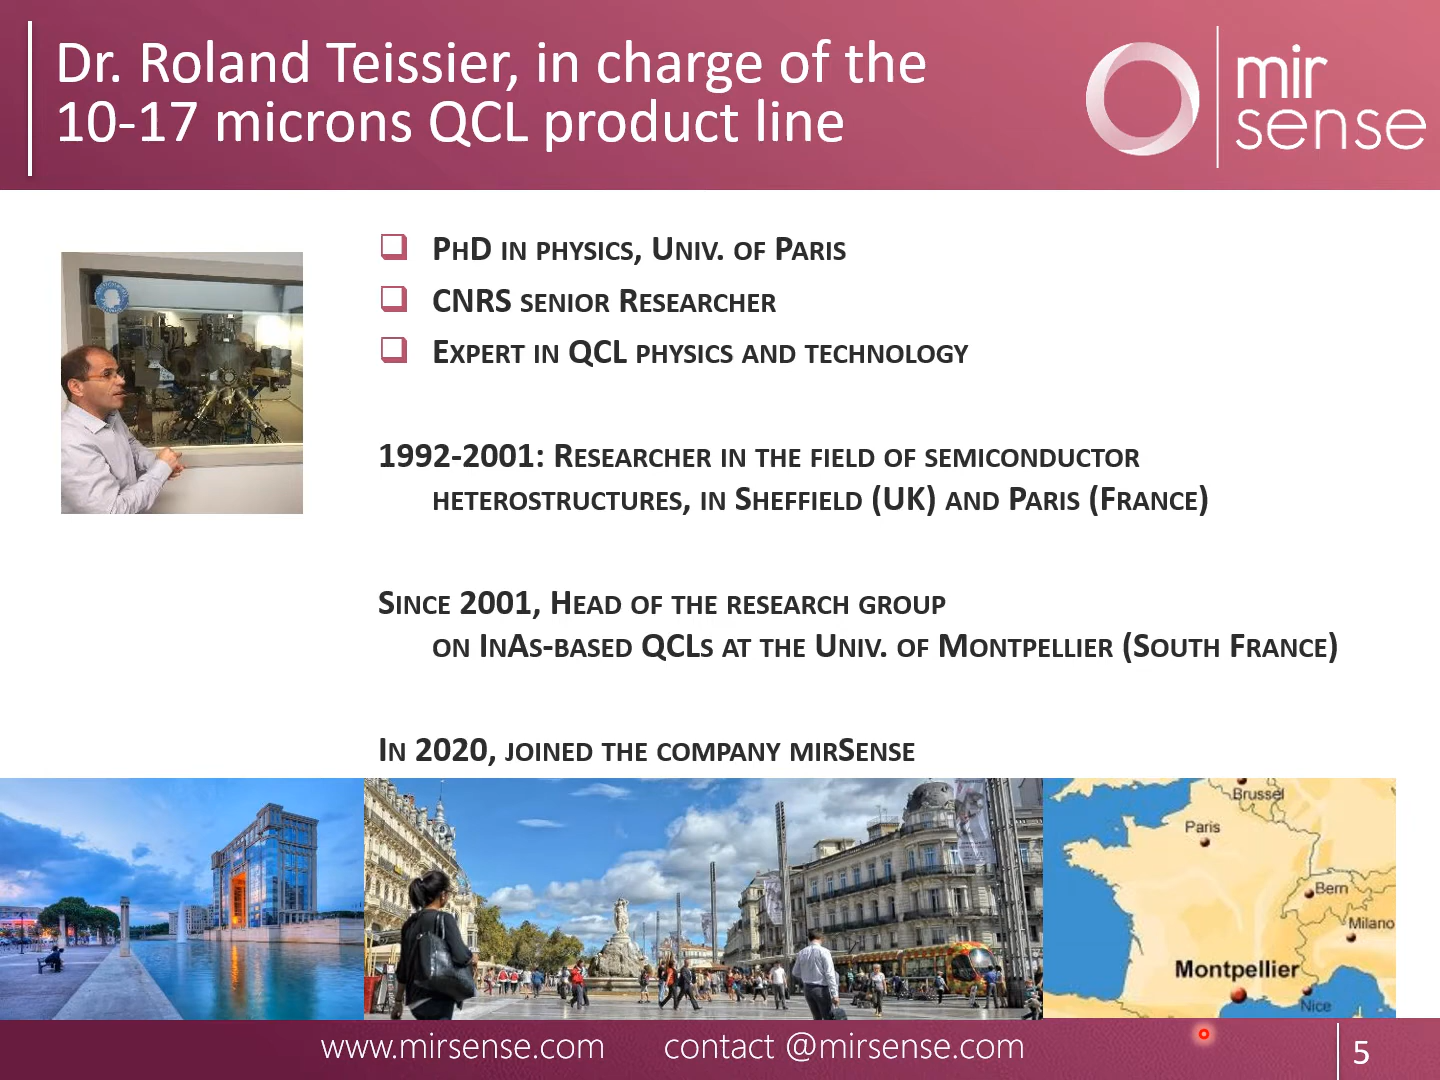 Dr. Roland Teissier, in charge of the
10-17 microns QCL product line
mir
sense
PhD in physics, Univ. of Paris
CNRS senior Researcher
Expert in QCL physics and technology
1992-2001: Researcher in the field of semiconductor
heterostructures, in Sheffield (UK) and Paris (France)
Since 2001, Head of the research group
on InAs-based QCLs at the Univ. of Montpellier (South France)
In 2020, joined the company mirSense
Brussel
Paris
Bern
Milano
Montpellier
Nice
www.mirsense.com contact @mirsense.com
5